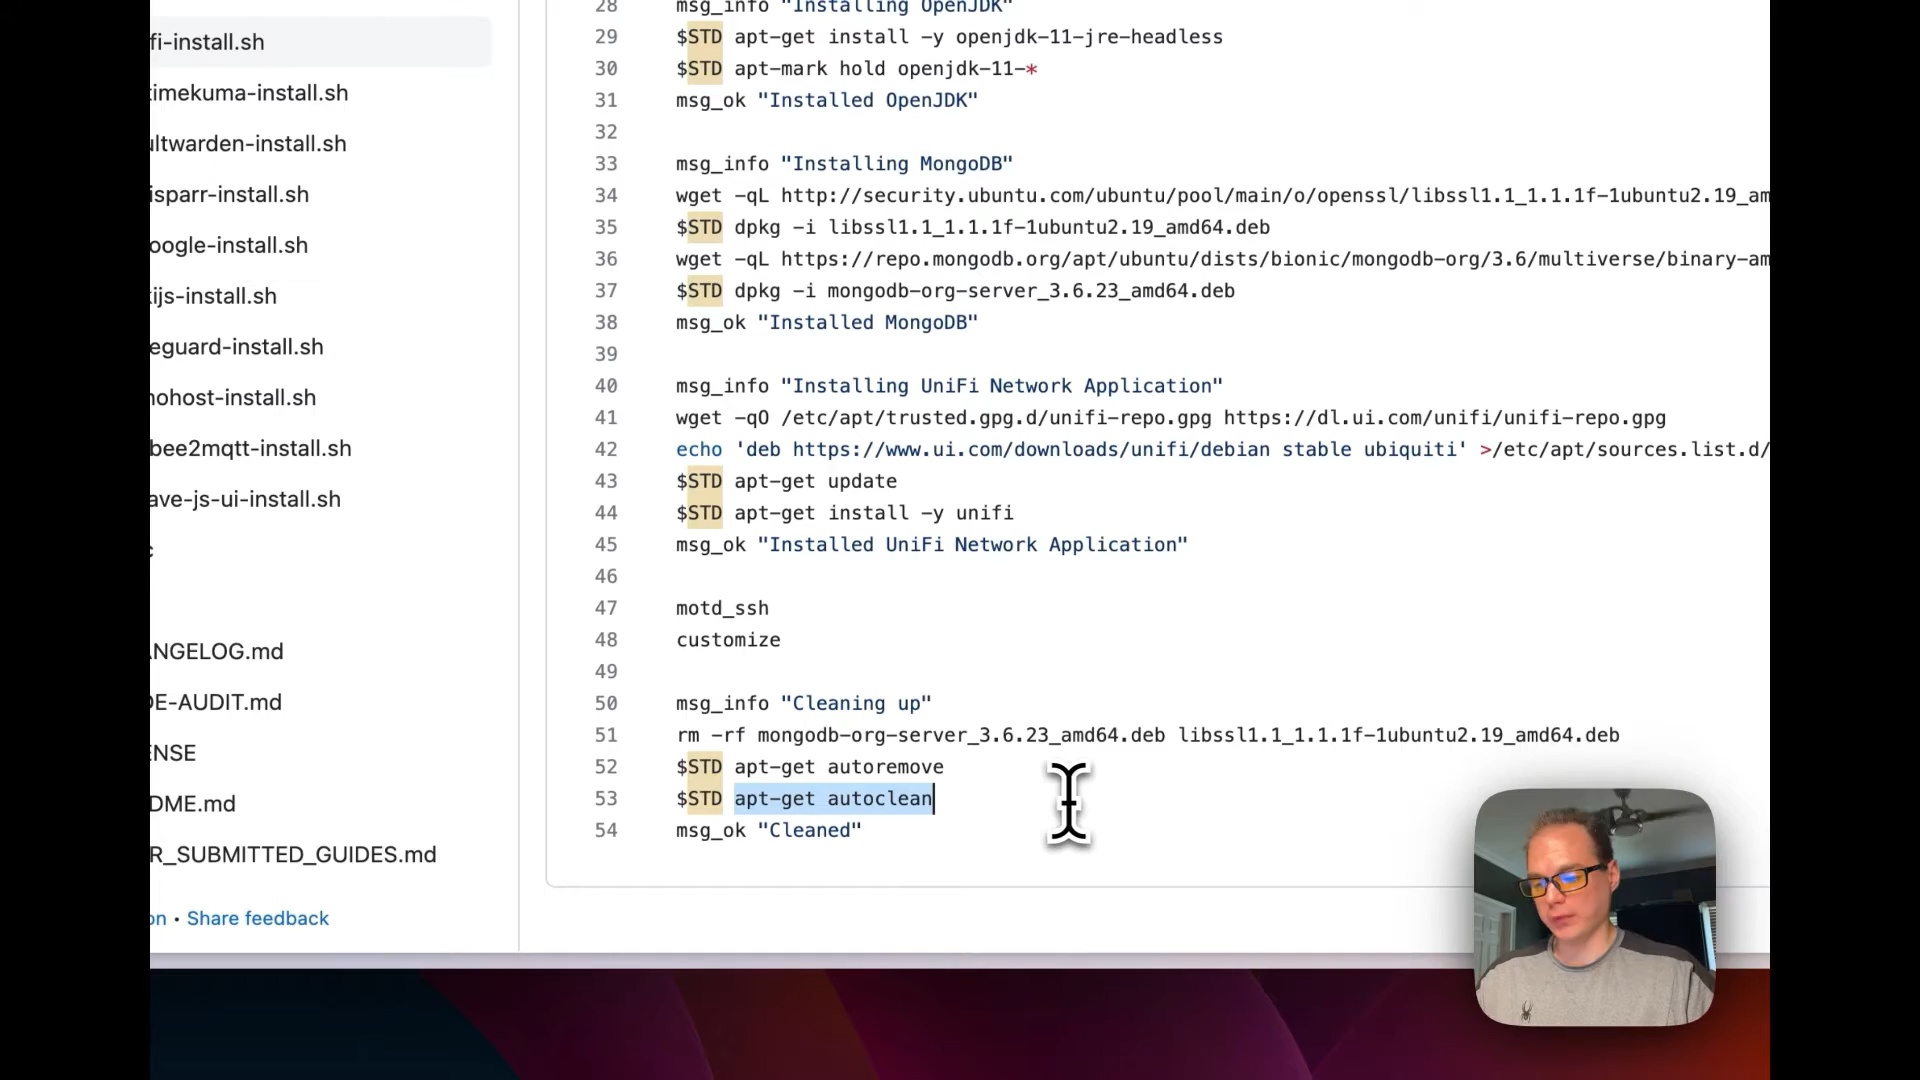 fi-install.sh
timekuma-install.sh
ultwarden-install.sh
isparr-install.sh
oogle-install.sh
kijs-install.sh
eguard-install.sh
nohost-install.sh
bee2mqtt-install.sh
ave-js-ui-install.sh
c
ANGELOG.md
DE-AUDIT.md
ENSE
DME.md
R_SUBMITTED_GUIDES.md
on • Share feedback
28 msg_info "Installing OpenJDK"
29 $STD apt-get install -y openjdk-11-jre-headless
30 $STD apt-mark hold openjdk-11-*
31 msg_ok "Installed OpenJDK"
32
33 msg_info "Installing MongoDB"
34 wget -qL http://security.ubuntu.com/ubuntu/pool/main/o/openssl/libssl1.1_1.1.1f-1ubuntu2.19_am
35 $STD dpkg -i libssl1.1_1.1.1f-1ubuntu2.19_amd64.deb
36 wget -qL https://repo.mongodb.org/apt/ubuntu/dists/bionic/mongodb-org/3.6/multiverse/binary-am
37 $STD dpkg -i mongodb-org-server_3.6.23_amd64.deb
38 msg_ok "Installed MongoDB"
39
40 msg_info "Installing UniFi Network Application"
41 wget -qO /etc/apt/trusted.gpg.d/unifi-repo.gpg https://dl.ui.com/unifi/unifi-repo.gpg
42 echo 'deb https://www.ui.com/downloads/unifi/debian stable ubiquiti' >/etc/apt/sources.list.d/
43 $STD apt-get update
44 $STD apt-get install -y unifi
45 msg_ok "Installed UniFi Network Application"
46
47 motd_ssh
48 customize
49
50 msg_info "Cleaning up"
51 rm -rf mongodb-org-server_3.6.23_amd64.deb libssl1.1_1.1.1f-1ubuntu2.19_amd64.deb
52 $STD apt-get autoremove
53 $STD apt-get autoclean
54 msg_ok "Cleaned"